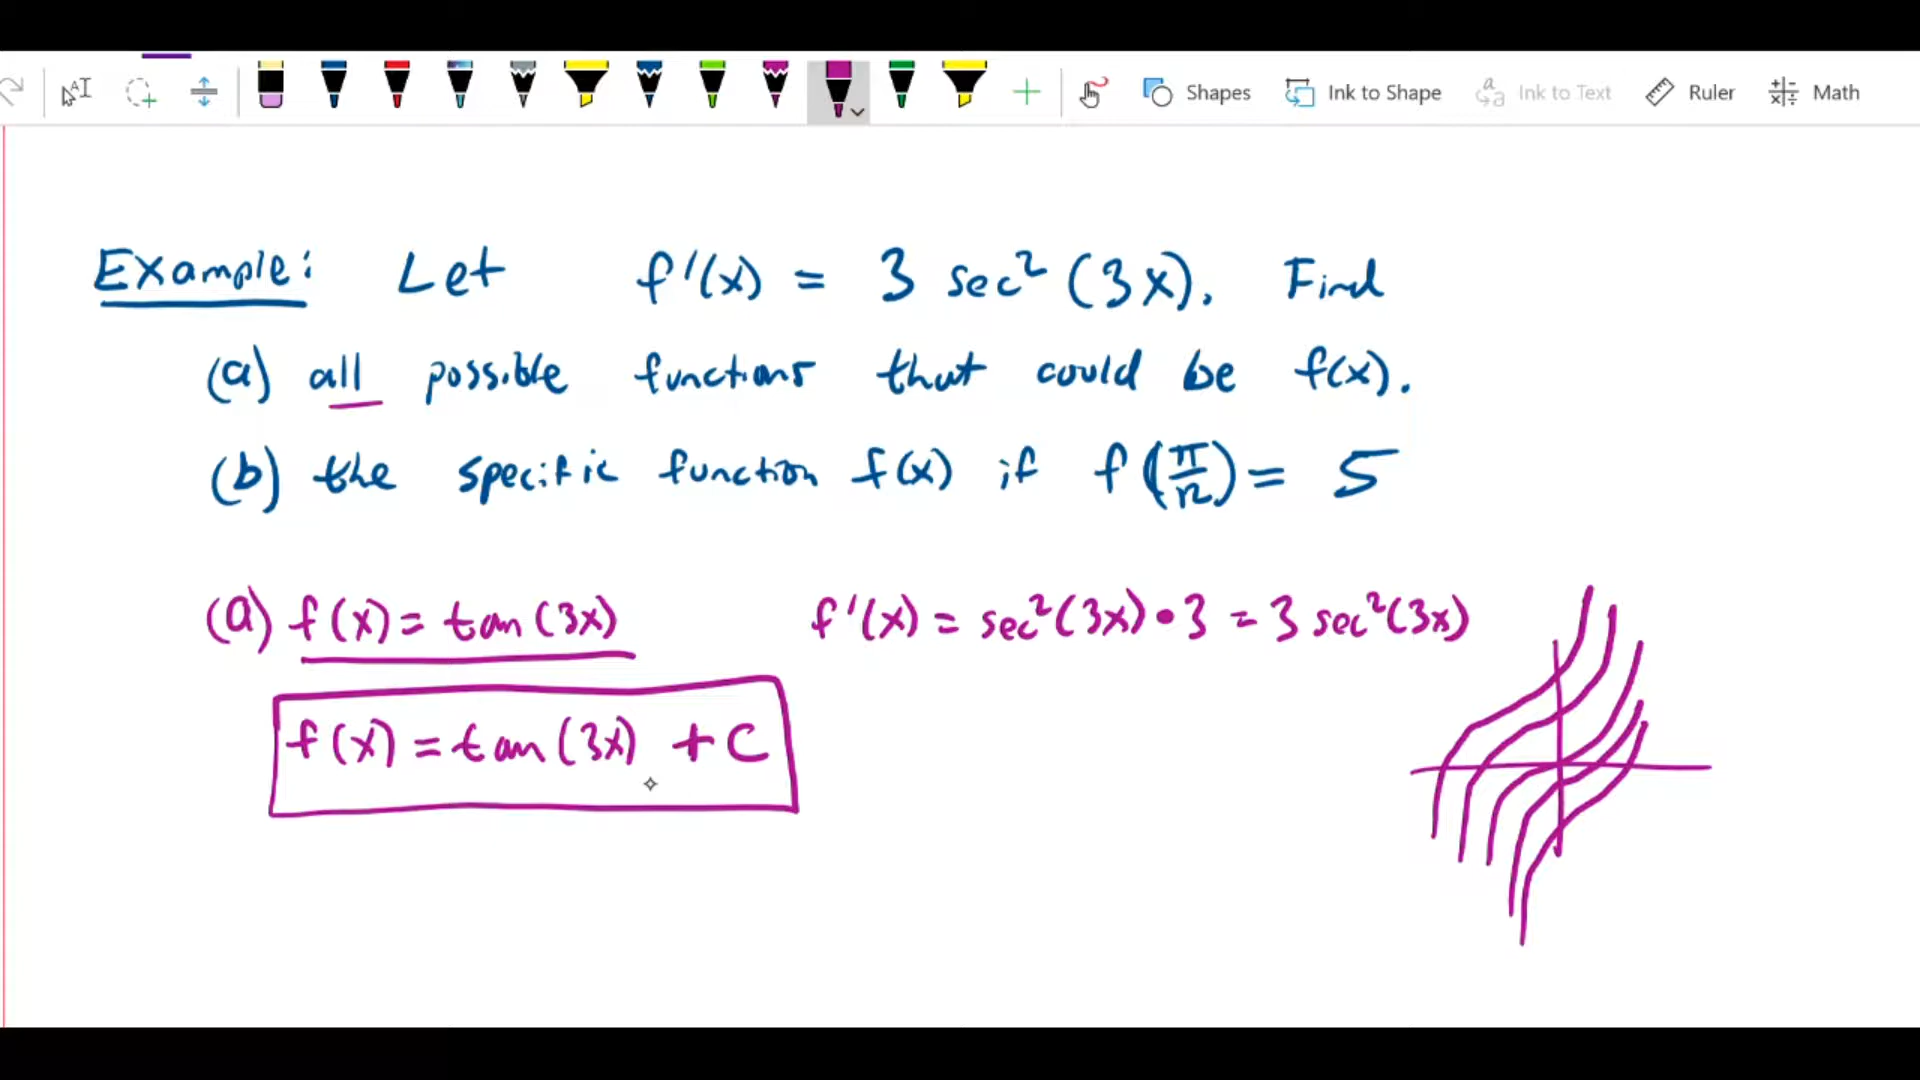 Shapes Ink to Shape Ink to Text Ruler Math
Example: Let f'(x) = 3 sec²(3x). Find
(a) all possible functions that could be f(x).
(b) the specific function f(x) if f(π/12) = 5
(a) f(x) = tan(3x) f'(x) = sec²(3x)•3 = 3 sec²(3x)
f(x) = tan(3x) + C